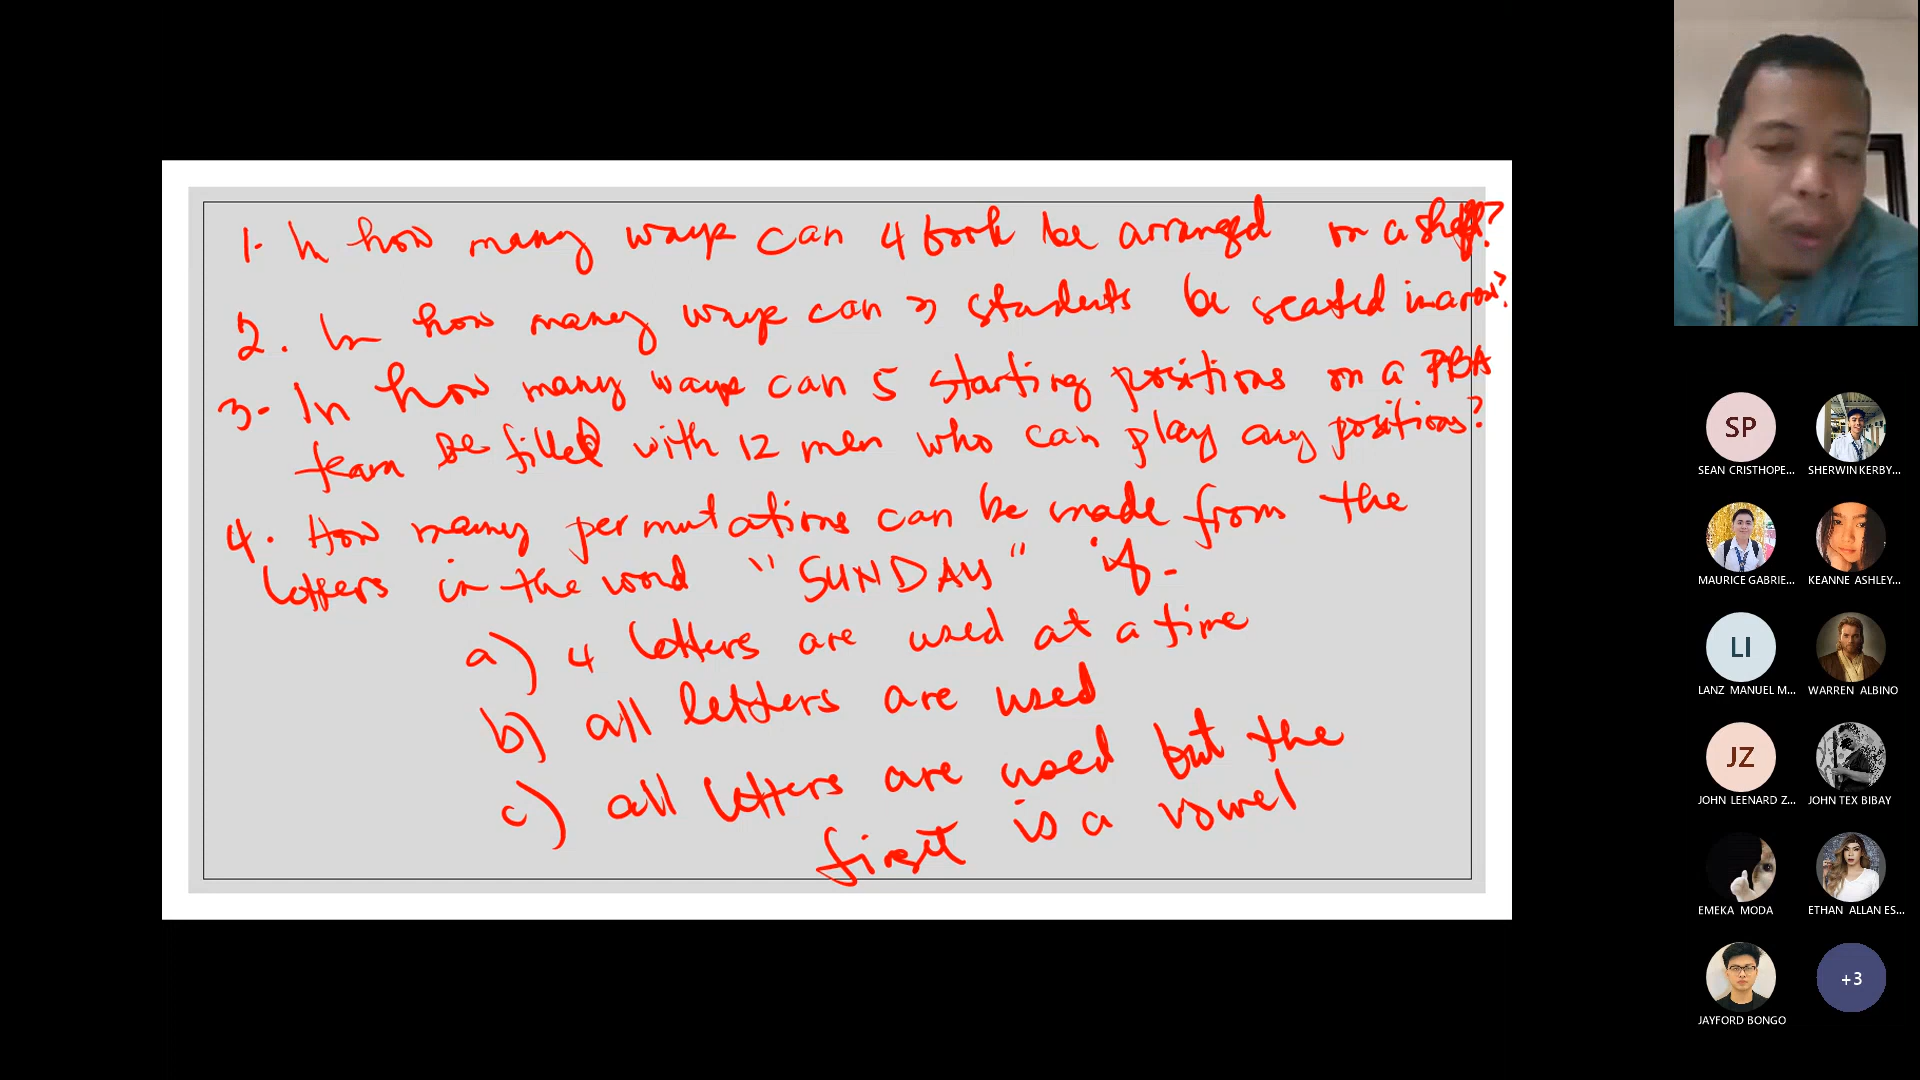 1. In how many ways can 4 book be arranged on a shelf?
2. In how many ways can students be seated in a row?
3. In how many ways can 5 starting positions on a PBA
team be filled with 12 men who can play any positions?
4. How many permutations can be made from the
letters in the word "SUNDAY" if.
a) 4 letters are used at a time
b) all letters are used
c) all letters are used but the
first is a vowel
SP
SEAN CRISTHOPE...
SHERWIN KERBY...
MAURICE GABRIE...
KEANNE ASHLEY...
LI
LANZ MANUEL M...
WARREN ALBINO
JZ
JOHN LEENARD Z...
JOHN TEX BIBAY
EMEKA MODA
ETHAN ALLAN ES...
JAYFORD BONGO
+3